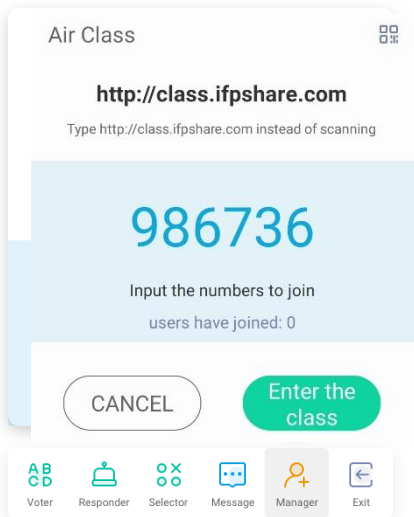 Air Class
http://class.ifpshare.com
Type http://class.ifpshare.com instead of scanning
986736
Input the numbers to join
users have joined: 0
CANCEL
Enter the
class
A B
C D
Voter
Responder
Selector
Message
Manager
Exit